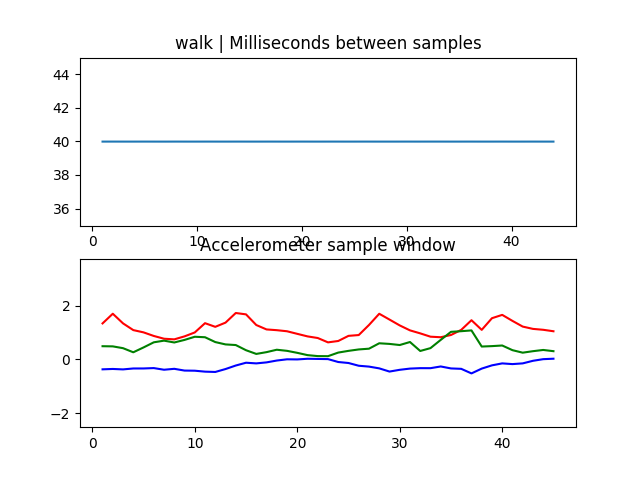 walk | Milliseconds between samples
44
42
40
38
36
0 10 20 30 40
Accelerometer sample window
2
0
−2
0 10 20 30 40